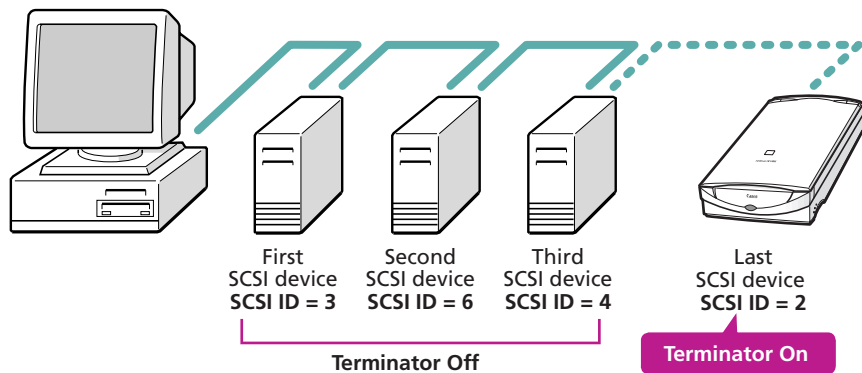 First
SCSI device
SCSI ID = 3
Second
SCSI device
SCSI ID = 6
Third
SCSI device
SCSI ID = 4
Last
SCSI device
SCSI ID = 2
Terminator Off
Terminator On
Canon